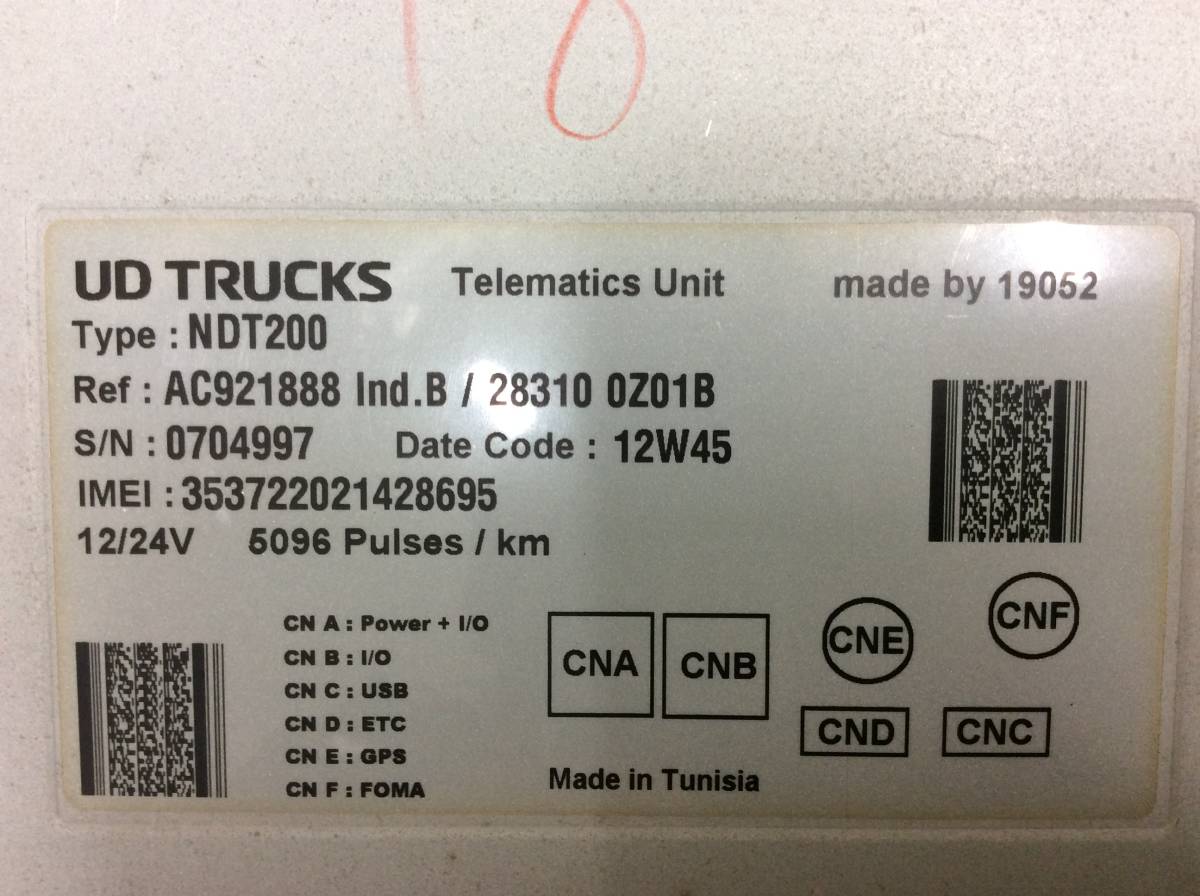 18
UD TRUCKS Telematics Unit made by 19052
Type : NDT200
Ref : AC921888 Ind.B / 28310 0Z01B
S/N : 0704997 Date Code : 12W45
IMEI : 353722021428695
12/24V 5096 Pulses / km
CN A : Power + I/O
CN B : I/O
CN C : USB
CN D : ETC
CN E : GPS
CN F : FOMA
CNA CNB CNE CNF
CND CNC
Made in Tunisia